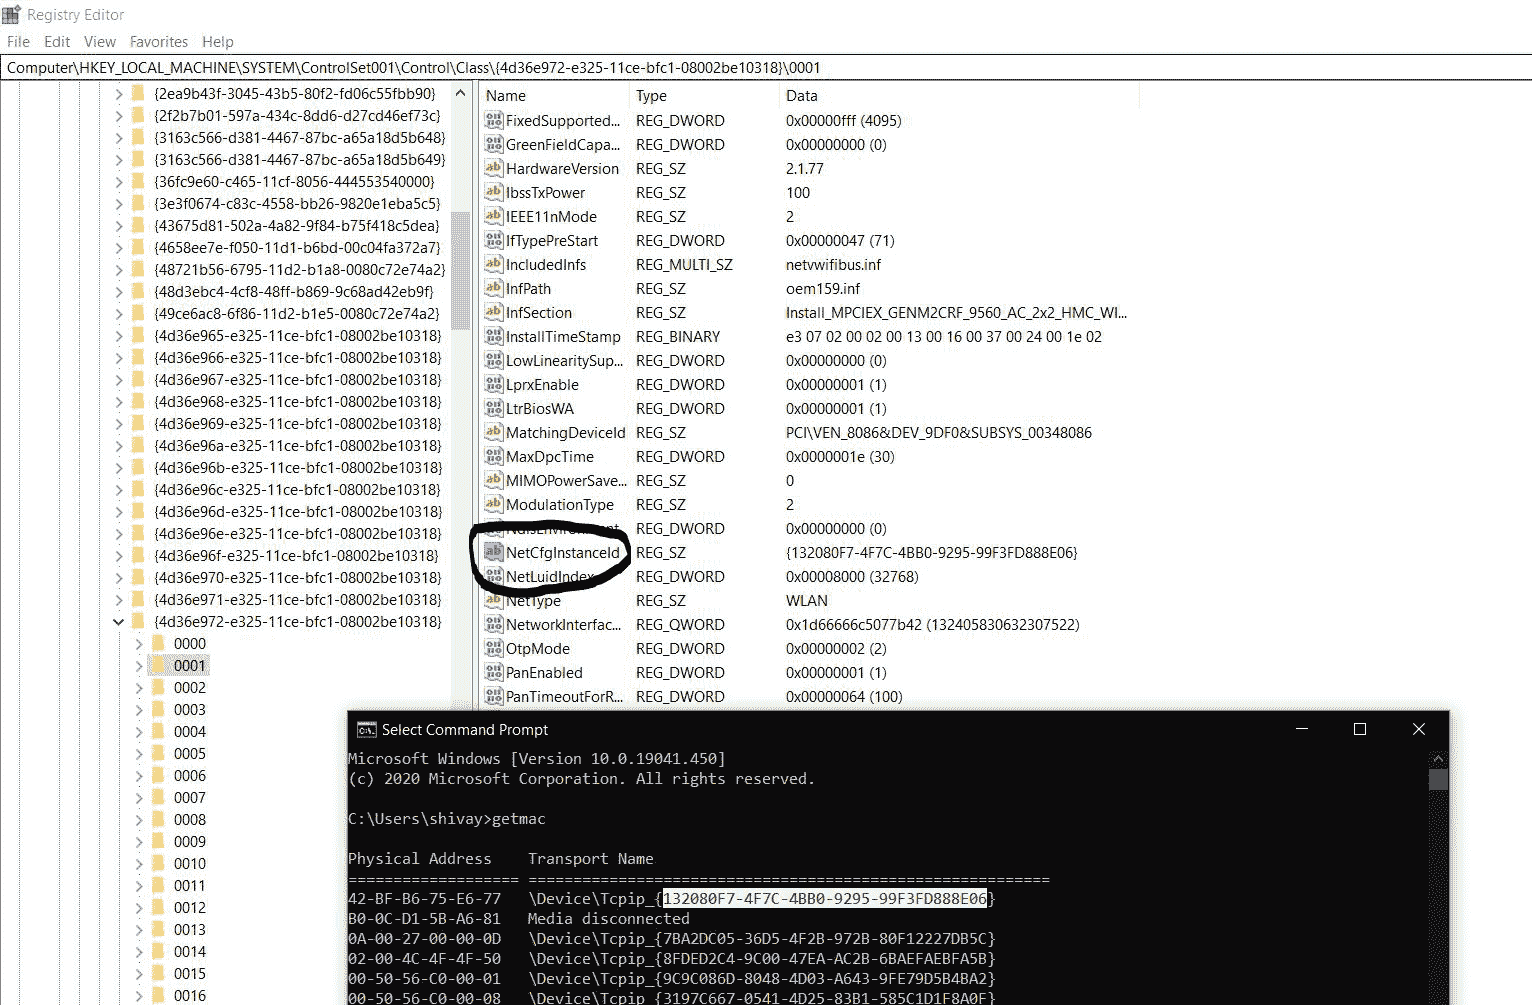 Registry Editor
File Edit View Favorites Help
Computer\HKEY_LOCAL_MACHINE\SYSTEM\ControlSet001\Control\Class\{4d36e972-e325-11ce-bfc1-08002be10318}\0001
{2ea9b43f-3045-43b5-80f2-fd06c55fbb90}
{2f2b7b01-597a-434c-8dd6-d27cd46ef73c}
{3163c566-d381-4467-87bc-a65a18d5b648}
{3163c566-d381-4467-87bc-a65a18d5b649}
{36fc9e60-c465-11cf-8056-444553540000}
{3e3f0674-c83c-4558-bb26-9820e1eba5c5}
{43675d81-502a-4a82-9f84-b75f418c5dea}
{4658ee7e-f050-11d1-b6bd-00c04fa372a7}
{48721b56-6795-11d2-b1a8-0080c72e74a2}
{48d3ebc4-4cf8-48ff-b869-9c68ad42eb9f}
{49ce6ac8-6f86-11d2-b1e5-0080c72e74a2}
{4d36e965-e325-11ce-bfc1-08002be10318}
{4d36e966-e325-11ce-bfc1-08002be10318}
{4d36e967-e325-11ce-bfc1-08002be10318}
{4d36e968-e325-11ce-bfc1-08002be10318}
{4d36e969-e325-11ce-bfc1-08002be10318}
{4d36e96a-e325-11ce-bfc1-08002be10318}
{4d36e96b-e325-11ce-bfc1-08002be10318}
{4d36e96c-e325-11ce-bfc1-08002be10318}
{4d36e96d-e325-11ce-bfc1-08002be10318}
{4d36e96e-e325-11ce-bfc1-08002be10318}
{4d36e96f-e325-11ce-bfc1-08002be10318}
{4d36e970-e325-11ce-bfc1-08002be10318}
{4d36e971-e325-11ce-bfc1-08002be10318}
{4d36e972-e325-11ce-bfc1-08002be10318}
0000
0001
0002
0003
0004
0005
0006
0007
0008
0009
0010
0011
0012
0013
0014
0015
0016
Name Type Data
FixedSupported... REG_DWORD 0x00000fff (4095)
GreenFieldCapa... REG_DWORD 0x00000000 (0)
HardwareVersion REG_SZ 2.1.77
IbssTxPower REG_SZ 100
IEEE11nMode REG_SZ 2
IfTypePreStart REG_DWORD 0x00000047 (71)
IncludedInfs REG_MULTI_SZ netvwifibus.inf
InfPath REG_SZ oem159.inf
InfSection REG_SZ Install_MPCIEX_GENM2CRF_9560_AC_2x2_HMC_WI...
InstallTimeStamp REG_BINARY e3 07 02 00 02 00 13 00 16 00 37 00 24 00 1e 02
LowLinearitySup... REG_DWORD 0x00000000 (0)
LprxEnable REG_DWORD 0x00000001 (1)
LtrBiosWA REG_DWORD 0x00000001 (1)
MatchingDeviceId REG_SZ PCI\VEN_8086&DEV_9DF0&SUBSYS_00348086
MaxDpcTime REG_DWORD 0x0000001e (30)
MIMOPowerSave... REG_SZ 0
ModulationType REG_SZ 2
NdisEnvironment REG_DWORD 0x00000000 (0)
NetCfgInstanceId REG_SZ {132080F7-4F7C-4BB0-9295-99F3FD888E06}
NetLuidIndex REG_DWORD 0x00008000 (32768)
NetType REG_SZ WLAN
NetworkInterfac... REG_QWORD 0x1d66666c5077b42 (132405830632307522)
OtpMode REG_DWORD 0x00000002 (2)
PanEnabled REG_DWORD 0x00000001 (1)
PanTimeoutForR... REG_DWORD 0x00000064 (100)
Select Command Prompt
Microsoft Windows [Version 10.0.19041.450]
(c) 2020 Microsoft Corporation. All rights reserved.
C:\Users\shivay>getmac
Physical Address Transport Name
=================== ==========================================================
42-BF-B6-75-E6-77 \Device\Tcpip_{132080F7-4F7C-4BB0-9295-99F3FD888E06}
B0-0C-D1-5B-A6-81 Media disconnected
0A-00-27-00-00-0D \Device\Tcpip_{7BA2DC05-36D5-4F2B-972B-80F12227DB5C}
02-00-4C-4F-4F-50 \Device\Tcpip_{8FDED2C4-9C00-47EA-AC2B-6BAEFAEBFA5B}
00-50-56-C0-00-01 \Device\Tcpip_{9C9C086D-8048-4D03-A643-9FE79D5B4BA2}
00-50-56-C0-00-08 \Device\Tcpip_{3197C667-0541-4D25-83B1-585C1D1F8A0F}